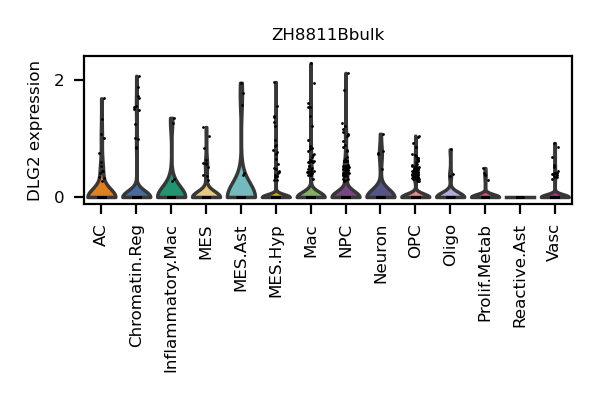 ZH8811Bbulk
DLG2 expression
2
0
AC
Chromatin.Reg
Inflammatory.Mac
MES
MES.Ast
MES.Hyp
Mac
NPC
Neuron
OPC
Oligo
Prolif.Metab
Reactive.Ast
Vasc